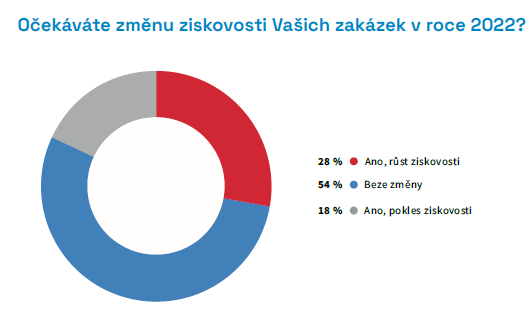 Očekáváte změnu ziskovosti Vašich zakázek v roce 2022?
28 % Ano, růst ziskovosti
54 % Beze změny
18 % Ano, pokles ziskovosti